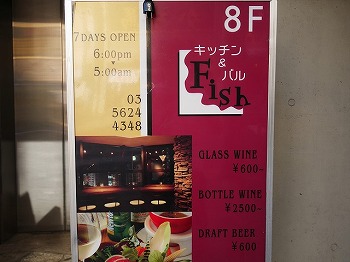 8F
7DAYS OPEN
6:00pm
▼
5:00am
03
5624
4348
キッチン
&
バル
Fish
GLASS WINE
¥600~
BOTTLE WINE
¥2500~
DRAFT BEER
¥600